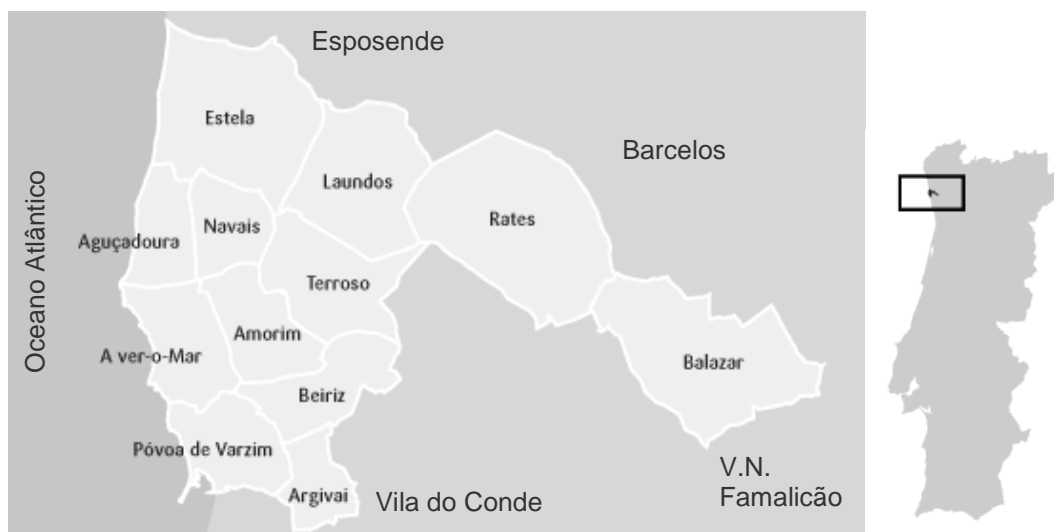 Esposende
Estela
Barcelos
Laundos
Rates
Navais
Aguçadoura
Oceano Atlântico
Terroso
Amorim
A ver-o-Mar
Balazar
Beiriz
Póvoa de Varzim
V.N.
Famalicão
Argivai
Vila do Conde